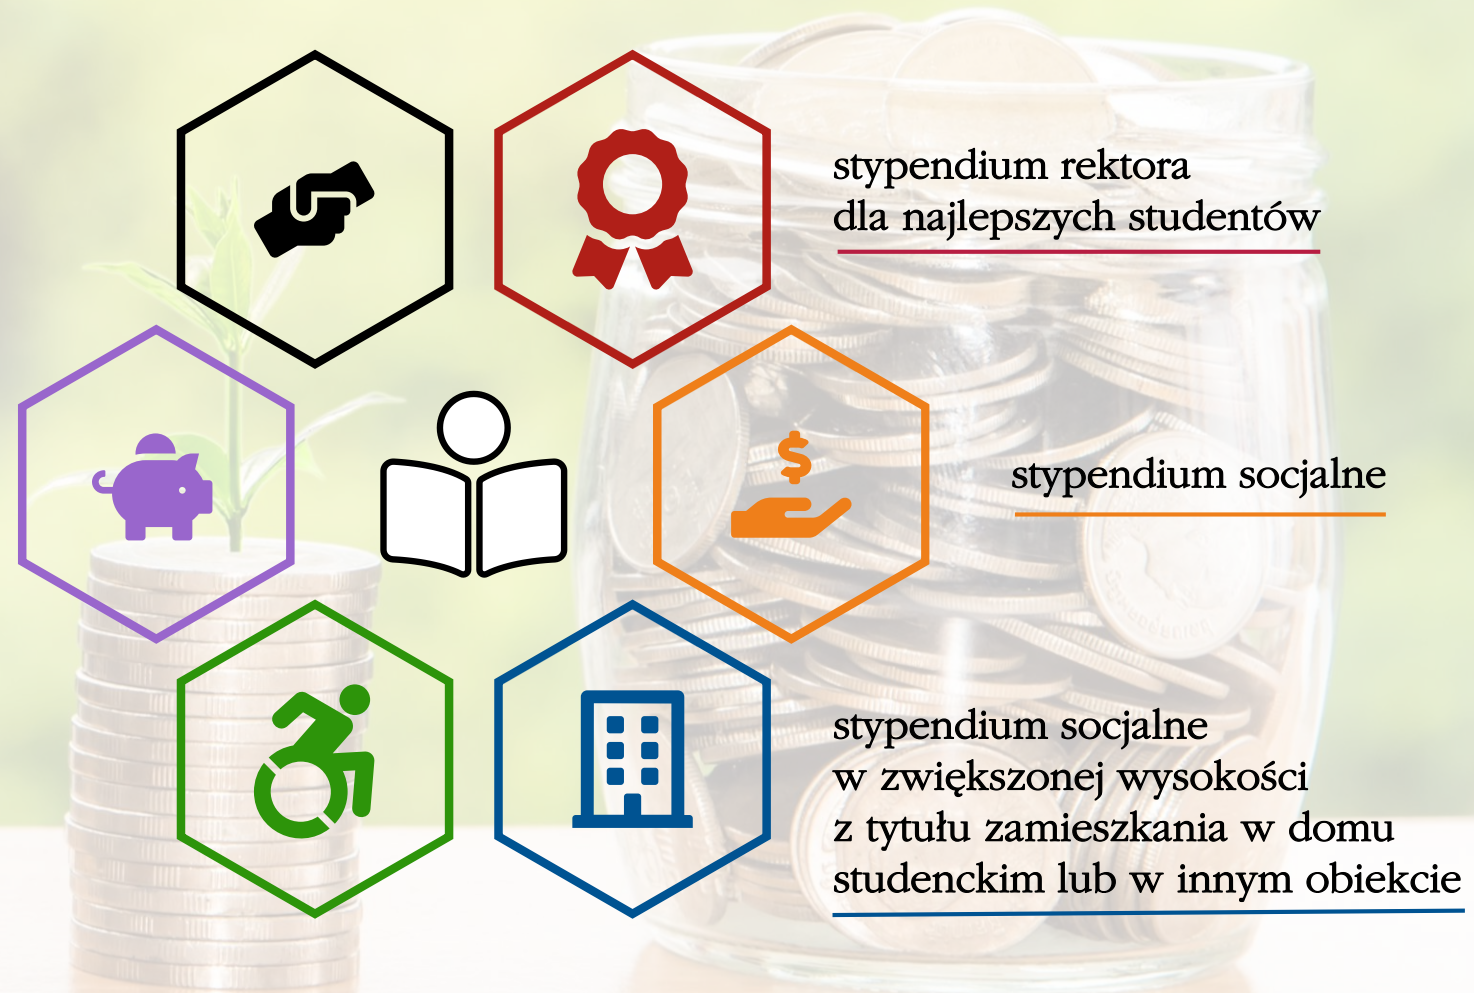 stypendium rektora
dla najlepszych studentów
stypendium socjalne
stypendium socjalne
w zwiększonej wysokości
z tytułu zamieszkania w domu
studenckim lub w innym obiekcie